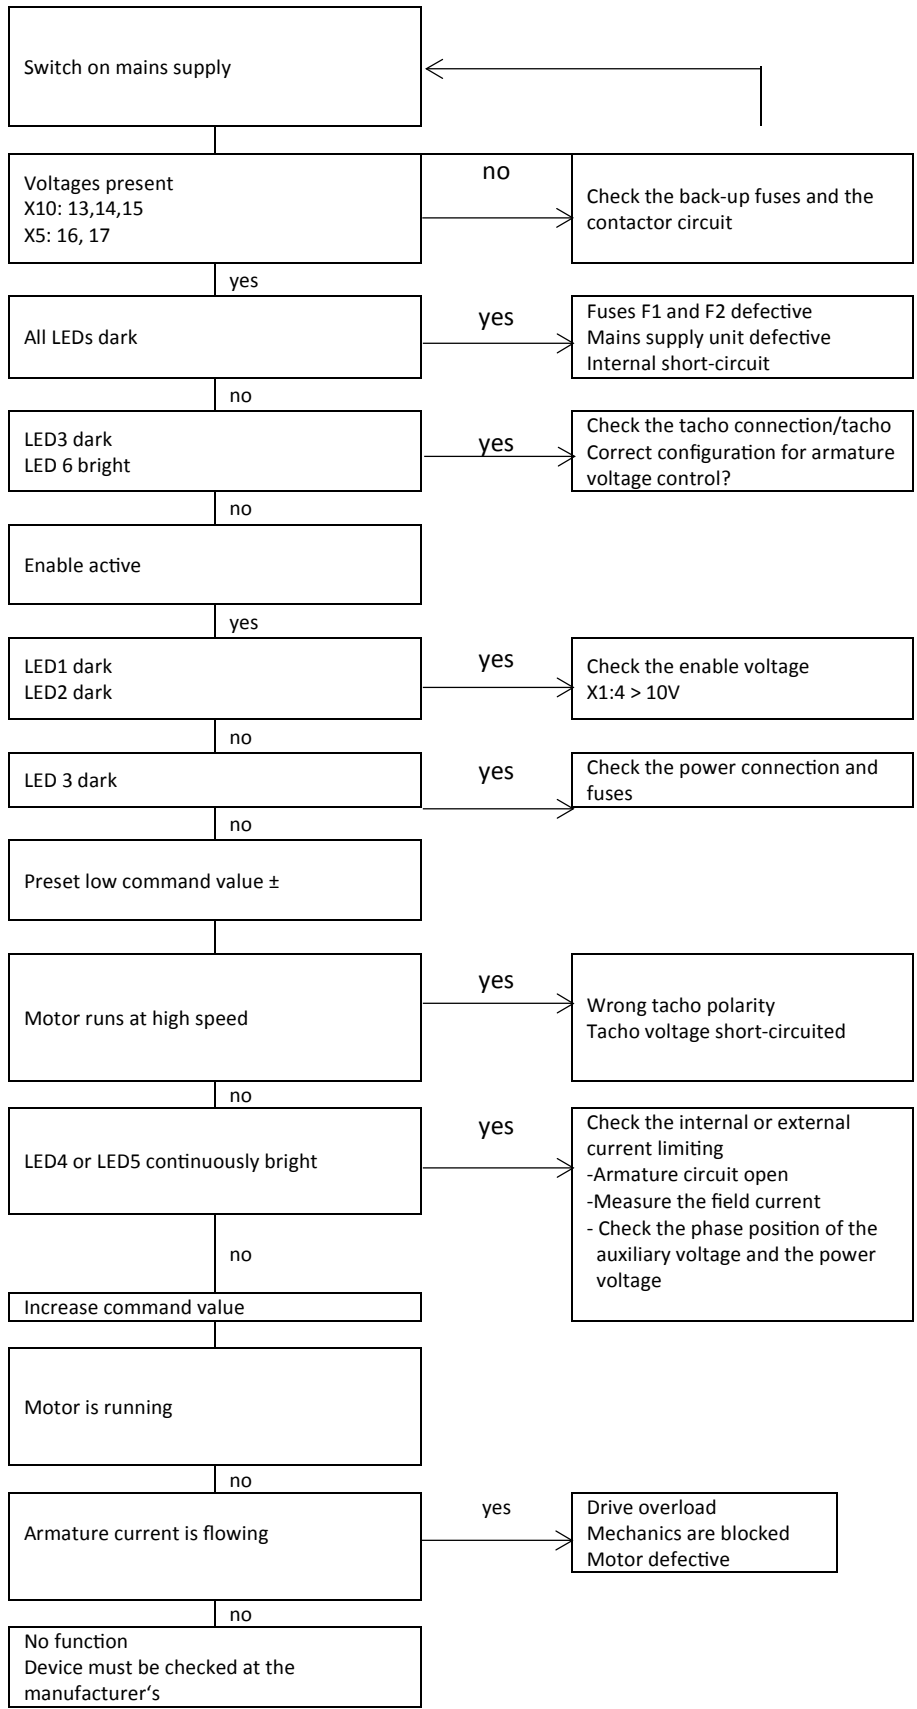 Switch on mains supply
Voltages present
X10: 13,14,15
X5: 16, 17
no
Check the back-up fuses and the
contactor circuit
yes
All LEDs dark
yes
Fuses F1 and F2 defective
Mains supply unit defective
Internal short-circuit
no
LED3 dark
LED 6 bright
yes
Check the tacho connection/tacho
Correct configuration for armature
voltage control?
no
Enable active
yes
LED1 dark
LED2 dark
yes
Check the enable voltage
X1:4 > 10V
no
LED 3 dark
yes
Check the power connection and
fuses
no
Preset low command value ±
Motor runs at high speed
yes
Wrong tacho polarity
Tacho voltage short-circuited
no
LED4 or LED5 continuously bright
yes
Check the internal or external
current limiting
-Armature circuit open
-Measure the field current
- Check the phase position of the
auxiliary voltage and the power
voltage
no
Increase command value
Motor is running
no
Armature current is flowing
yes
Drive overload
Mechanics are blocked
Motor defective
no
No function
Device must be checked at the
manufacturer‘s